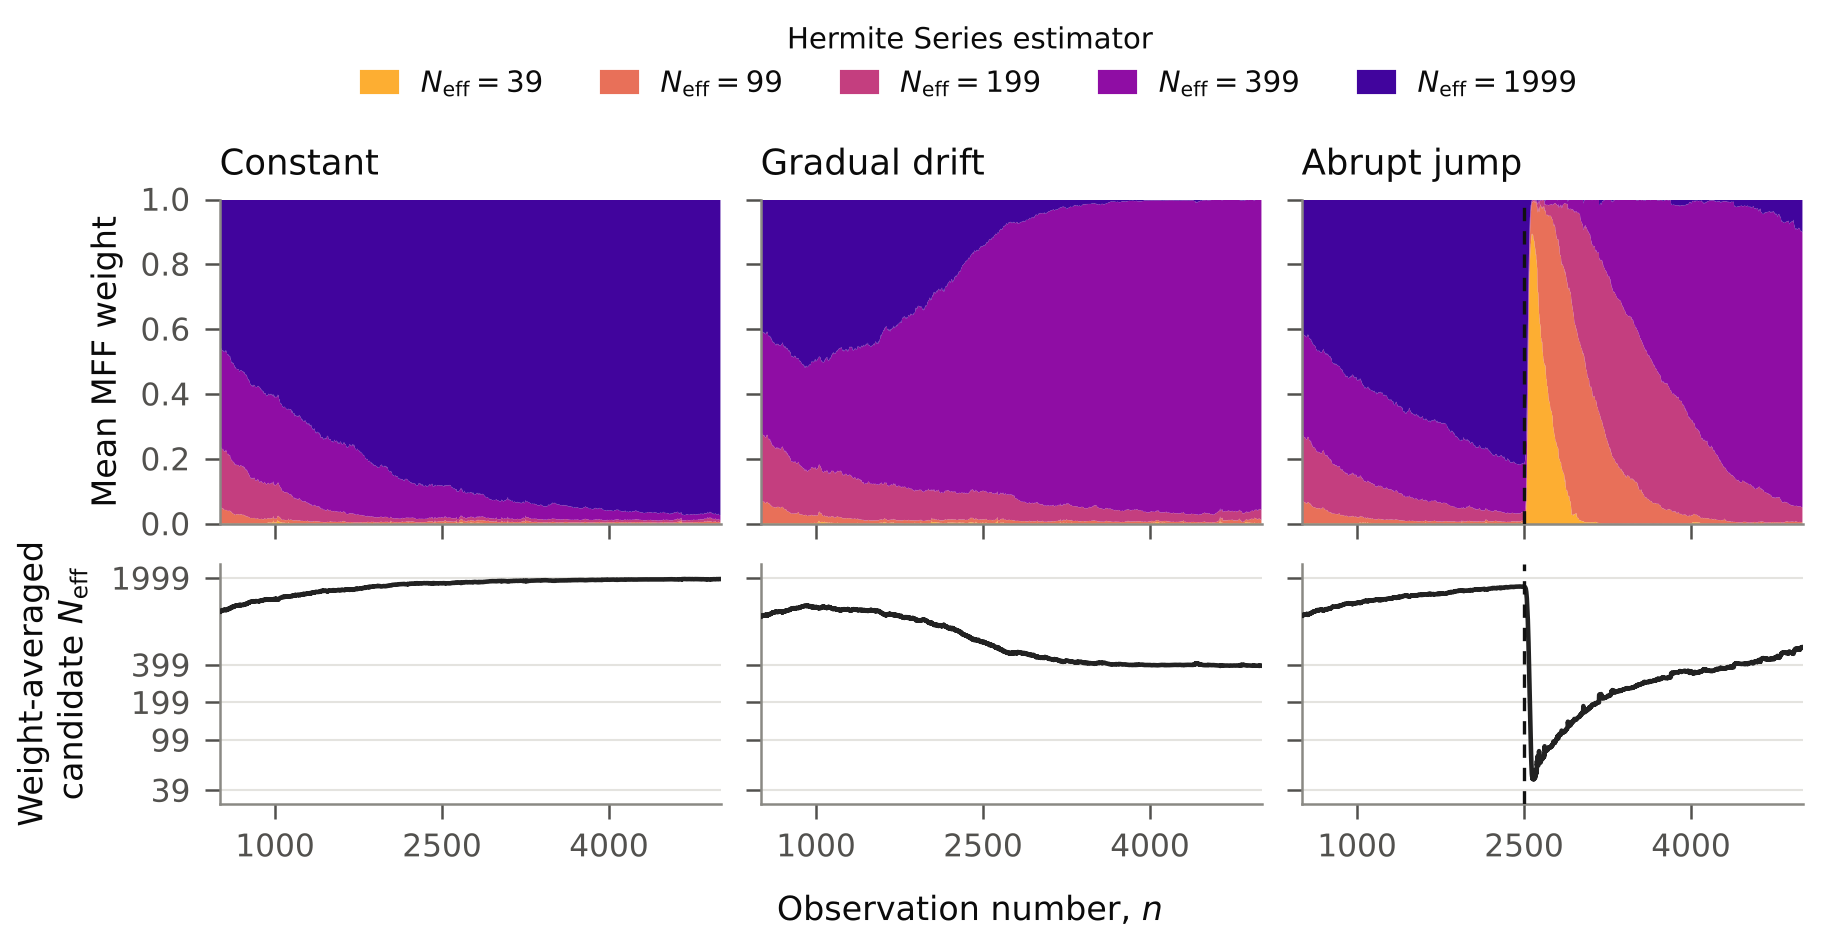 Hermite Series estimator
N_eff = 39  N_eff = 99  N_eff = 199  N_eff = 399  N_eff = 1999
Constant  Gradual drift  Abrupt jump
Mean MFF weight
1.0
0.8
0.6
0.4
0.2
0.0
Weight-averaged
candidate N_eff
1999
399
199
99
39
1000  2500  4000  1000  2500  4000  1000  2500  4000
Observation number, n